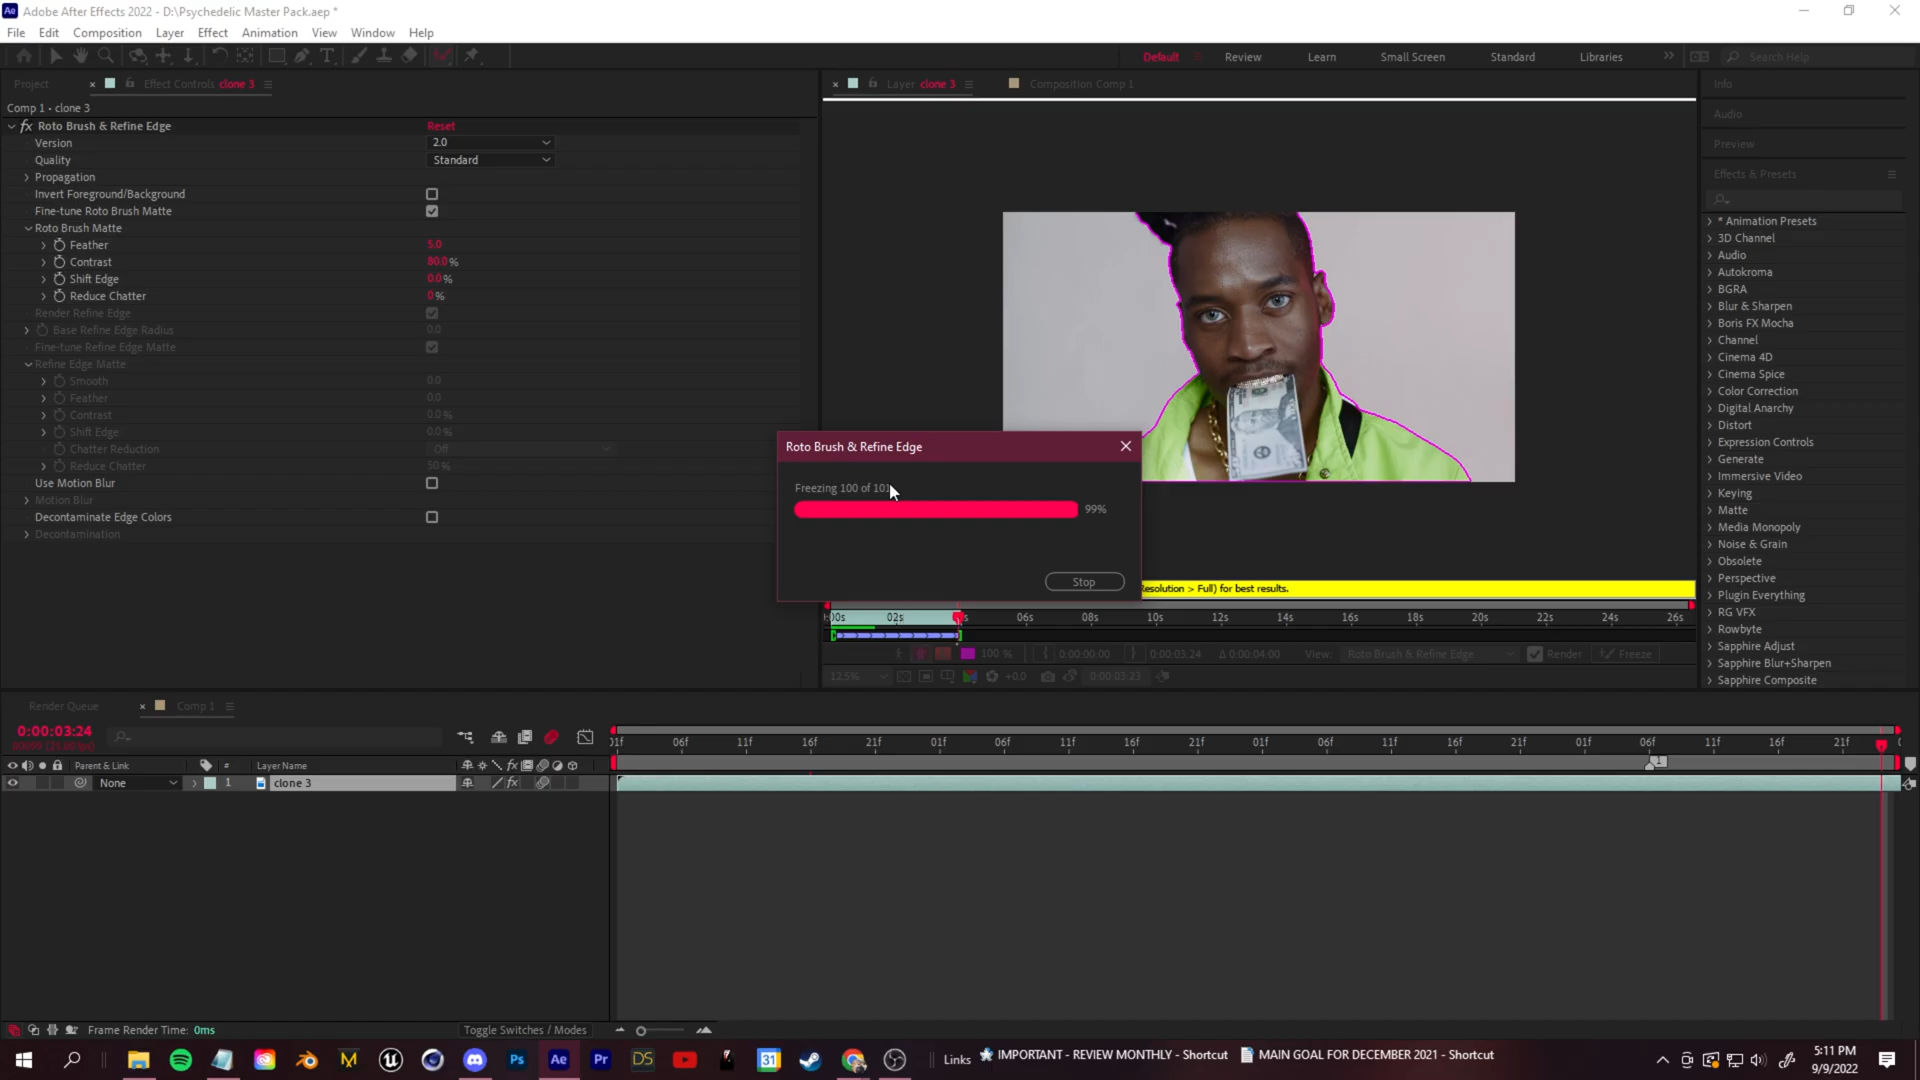 Adobe After Effects 2022 - D:\Psychedelic Master Pack.aep *
File Edit Composition Layer Effect Animation View Window Help
Default Review Learn Small Screen Standard Libraries Search Help
Project Effect Controls clone 3
Layer clone 3 Composition Comp 1
Info
Comp 1 • clone 3
Roto Brush & Refine Edge Reset
Version 2.0
Quality Standard
Propagation
Invert Foreground/Background
Fine-tune Roto Brush Matte
Roto Brush Matte
Feather 5.0
Contrast 80.0 %
Shift Edge 0.0 %
Reduce Chatter 0 %
Render Refine Edge
Base Refine Edge Radius 0.0
Fine-tune Refine Edge Matte
Refine Edge Matte
Smooth 0.0
Feather 0.0
Contrast 0.0 %
Shift Edge 0.0 %
Chatter Reduction Off
Reduce Chatter 50 %
Use Motion Blur
Motion Blur
Decontaminate Edge Colors
Decontamination
Roto Brush & Refine Edge
Freezing 100 of 101
99%
Stop
Resolution > Full) for best results.
:00s 02s 06s 08s 10s 12s 14s 16s 18s 20s 22s 24s 26s
100 % 0:00:00:00 0:00:03:24 Δ 0:00:04:00 View: Roto Brush & Refine Edge Render Freeze
12.5% +0.0 0:00:03:23
Audio
Preview
Effects & Presets
* Animation Presets
3D Channel
Audio
Autokroma
BGRA
Blur & Sharpen
Boris FX Mocha
Channel
Cinema 4D
Cinema Spice
Color Correction
Digital Anarchy
Distort
Expression Controls
Generate
Immersive Video
Keying
Matte
Media Monopoly
Noise & Grain
Obsolete
Perspective
Plugin Everything
RG VFX
Rowbyte
Sapphire Adjust
Sapphire Blur+Sharpen
Sapphire Composite
Render Queue Comp 1
0:00:03:24
01f 06f 11f 16f 21f 01f 06f 11f 16f 21f 01f 06f 11f 16f 21f 01f 06f 11f 16f 21f
Parent & Link # Layer Name
None 1 clone 3
1
Frame Render Time: 0ms Toggle Switches / Modes
Ps Ae Pr DS 31
Links IMPORTANT - REVIEW MONTHLY - Shortcut MAIN GOAL FOR DECEMBER 2021 - Shortcut
5:11 PM
9/9/2022